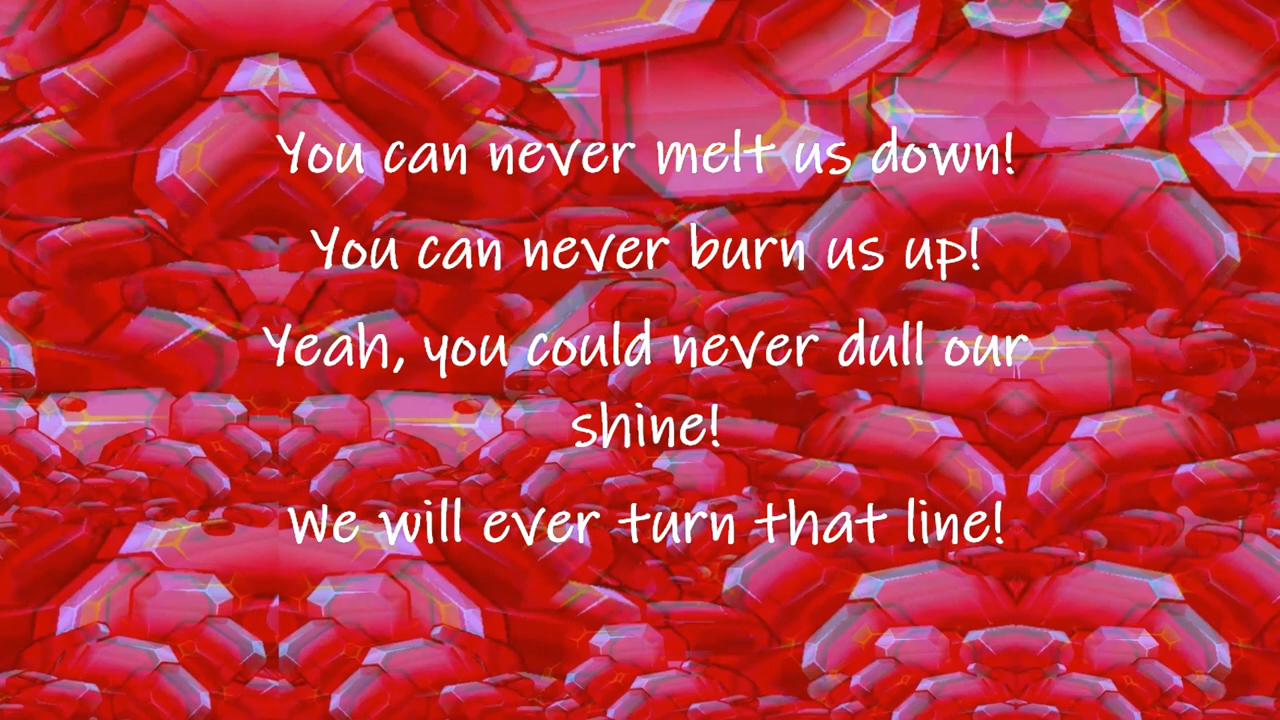 You can never melt us down!
You can never burn us up!
Yeah, you could never dull our
shine!
We will ever turn that line!